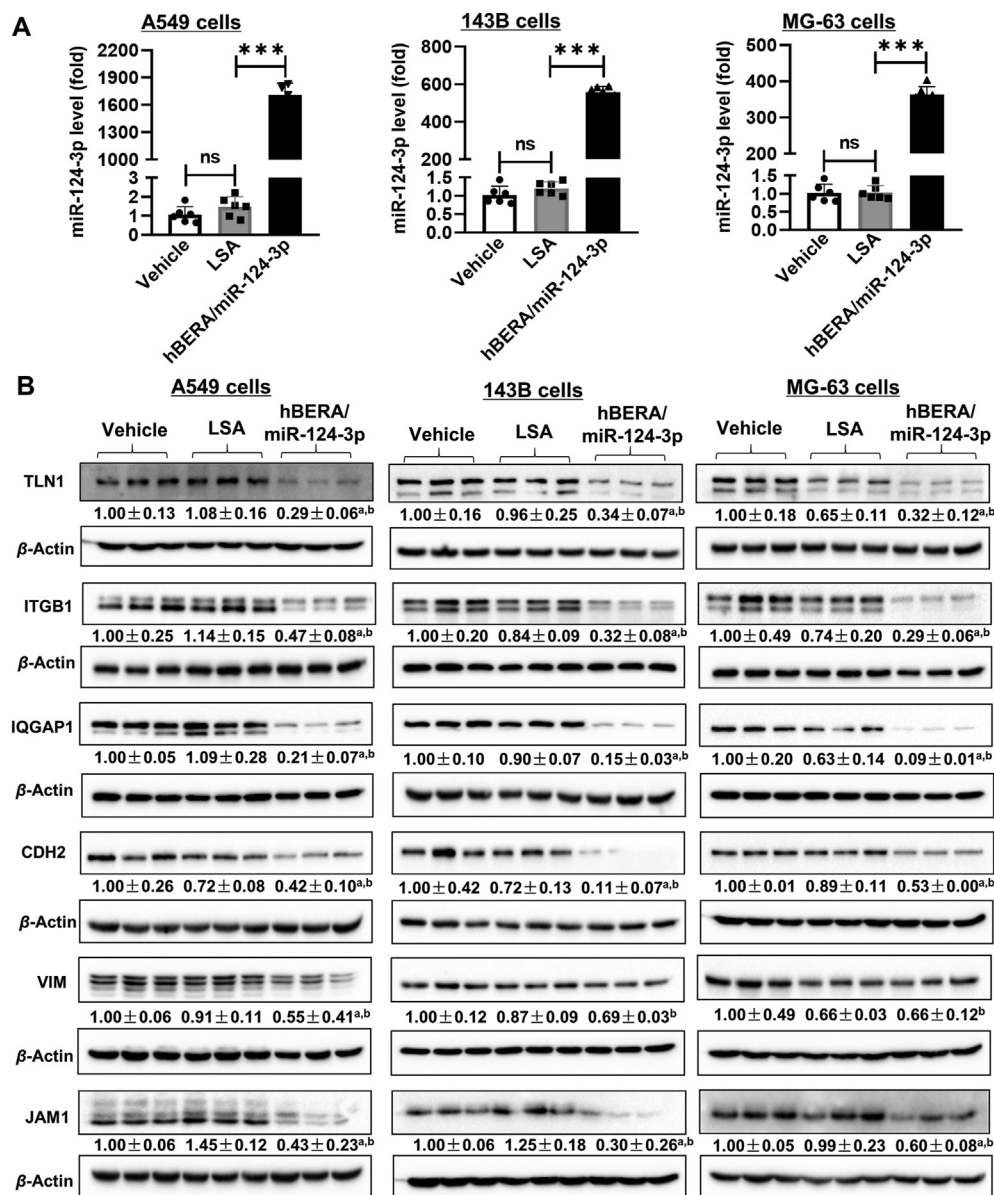 A
A549 cells
143B cells
MG-63 cells
miR-124-3p level (fold)
2200
1900
1600
1300
1000
3
2
1
0
ns
***
Vehicle
LSA
hBERA/miR-124-3p
miR-124-3p level (fold)
800
600
400
200
1.5
1.0
0.5
0.0
ns
***
Vehicle
LSA
hBERA/miR-124-3p
miR-124-3p level (fold)
500
400
300
200
1.5
1.0
0.5
0.0
ns
***
Vehicle
LSA
hBERA/miR-124-3p
B
A549 cells
143B cells
MG-63 cells
Vehicle LSA hBERA/
miR-124-3p
Vehicle LSA hBERA/
miR-124-3p
Vehicle LSA hBERA/
miR-124-3p
TLN1
1.00±0.13 1.08±0.16 0.29±0.06a,b
1.00±0.16 0.96±0.25 0.34±0.07a,b
1.00±0.18 0.65±0.11 0.32±0.12a,b
β-Actin
ITGB1
1.00±0.25 1.14±0.15 0.47±0.08a,b
1.00±0.20 0.84±0.09 0.32±0.08a,b
1.00±0.49 0.74±0.20 0.29±0.06a,b
β-Actin
IQGAP1
1.00±0.05 1.09±0.28 0.21±0.07a,b
1.00±0.10 0.90±0.07 0.15±0.03a,b
1.00±0.20 0.63±0.14 0.09±0.01a,b
β-Actin
CDH2
1.00±0.26 0.72±0.08 0.42±0.10a,b
1.00±0.42 0.72±0.13 0.11±0.07a,b
1.00±0.01 0.89±0.11 0.53±0.00a,b
β-Actin
VIM
1.00±0.06 0.91±0.11 0.55±0.41a,b
1.00±0.12 0.87±0.09 0.69±0.03b
1.00±0.49 0.66±0.03 0.66±0.12b
β-Actin
JAM1
1.00±0.06 1.45±0.12 0.43±0.23a,b
1.00±0.06 1.25±0.18 0.30±0.26a,b
1.00±0.05 0.99±0.23 0.60±0.08a,b
β-Actin